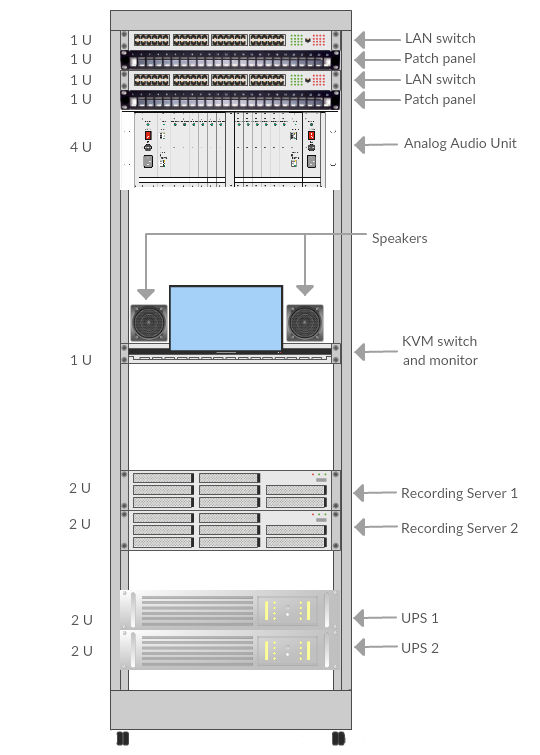 1 U LAN switch
1 U Patch panel
1 U LAN switch
1 U Patch panel
4 U Analog Audio Unit
Speakers
1 U KVM switch
and monitor
2 U Recording Server 1
2 U Recording Server 2
2 U UPS 1
2 U UPS 2